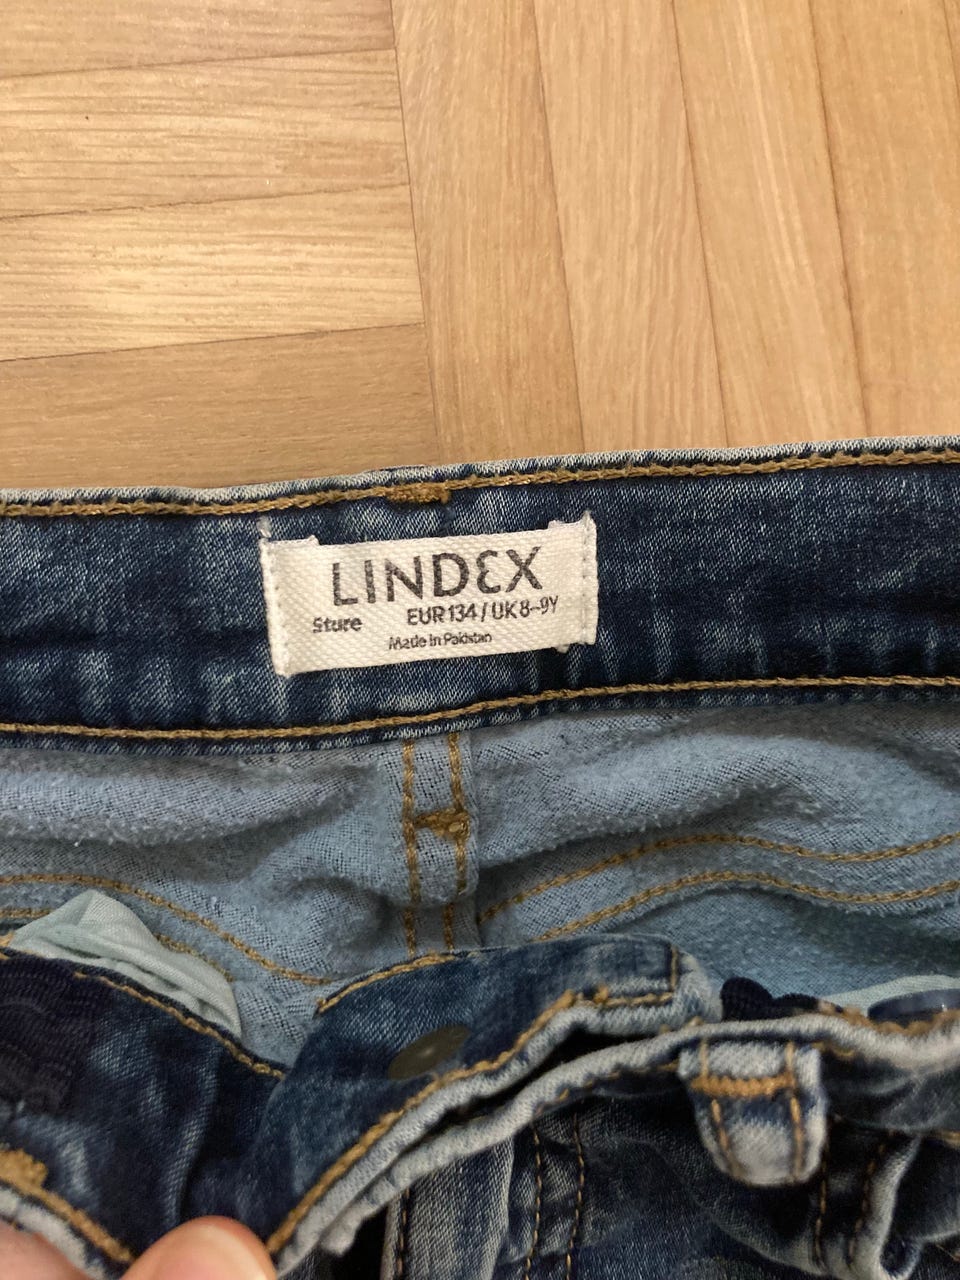 LINDEX
Sture EUR 134 / UK 8-9Y
Made in Pakistan